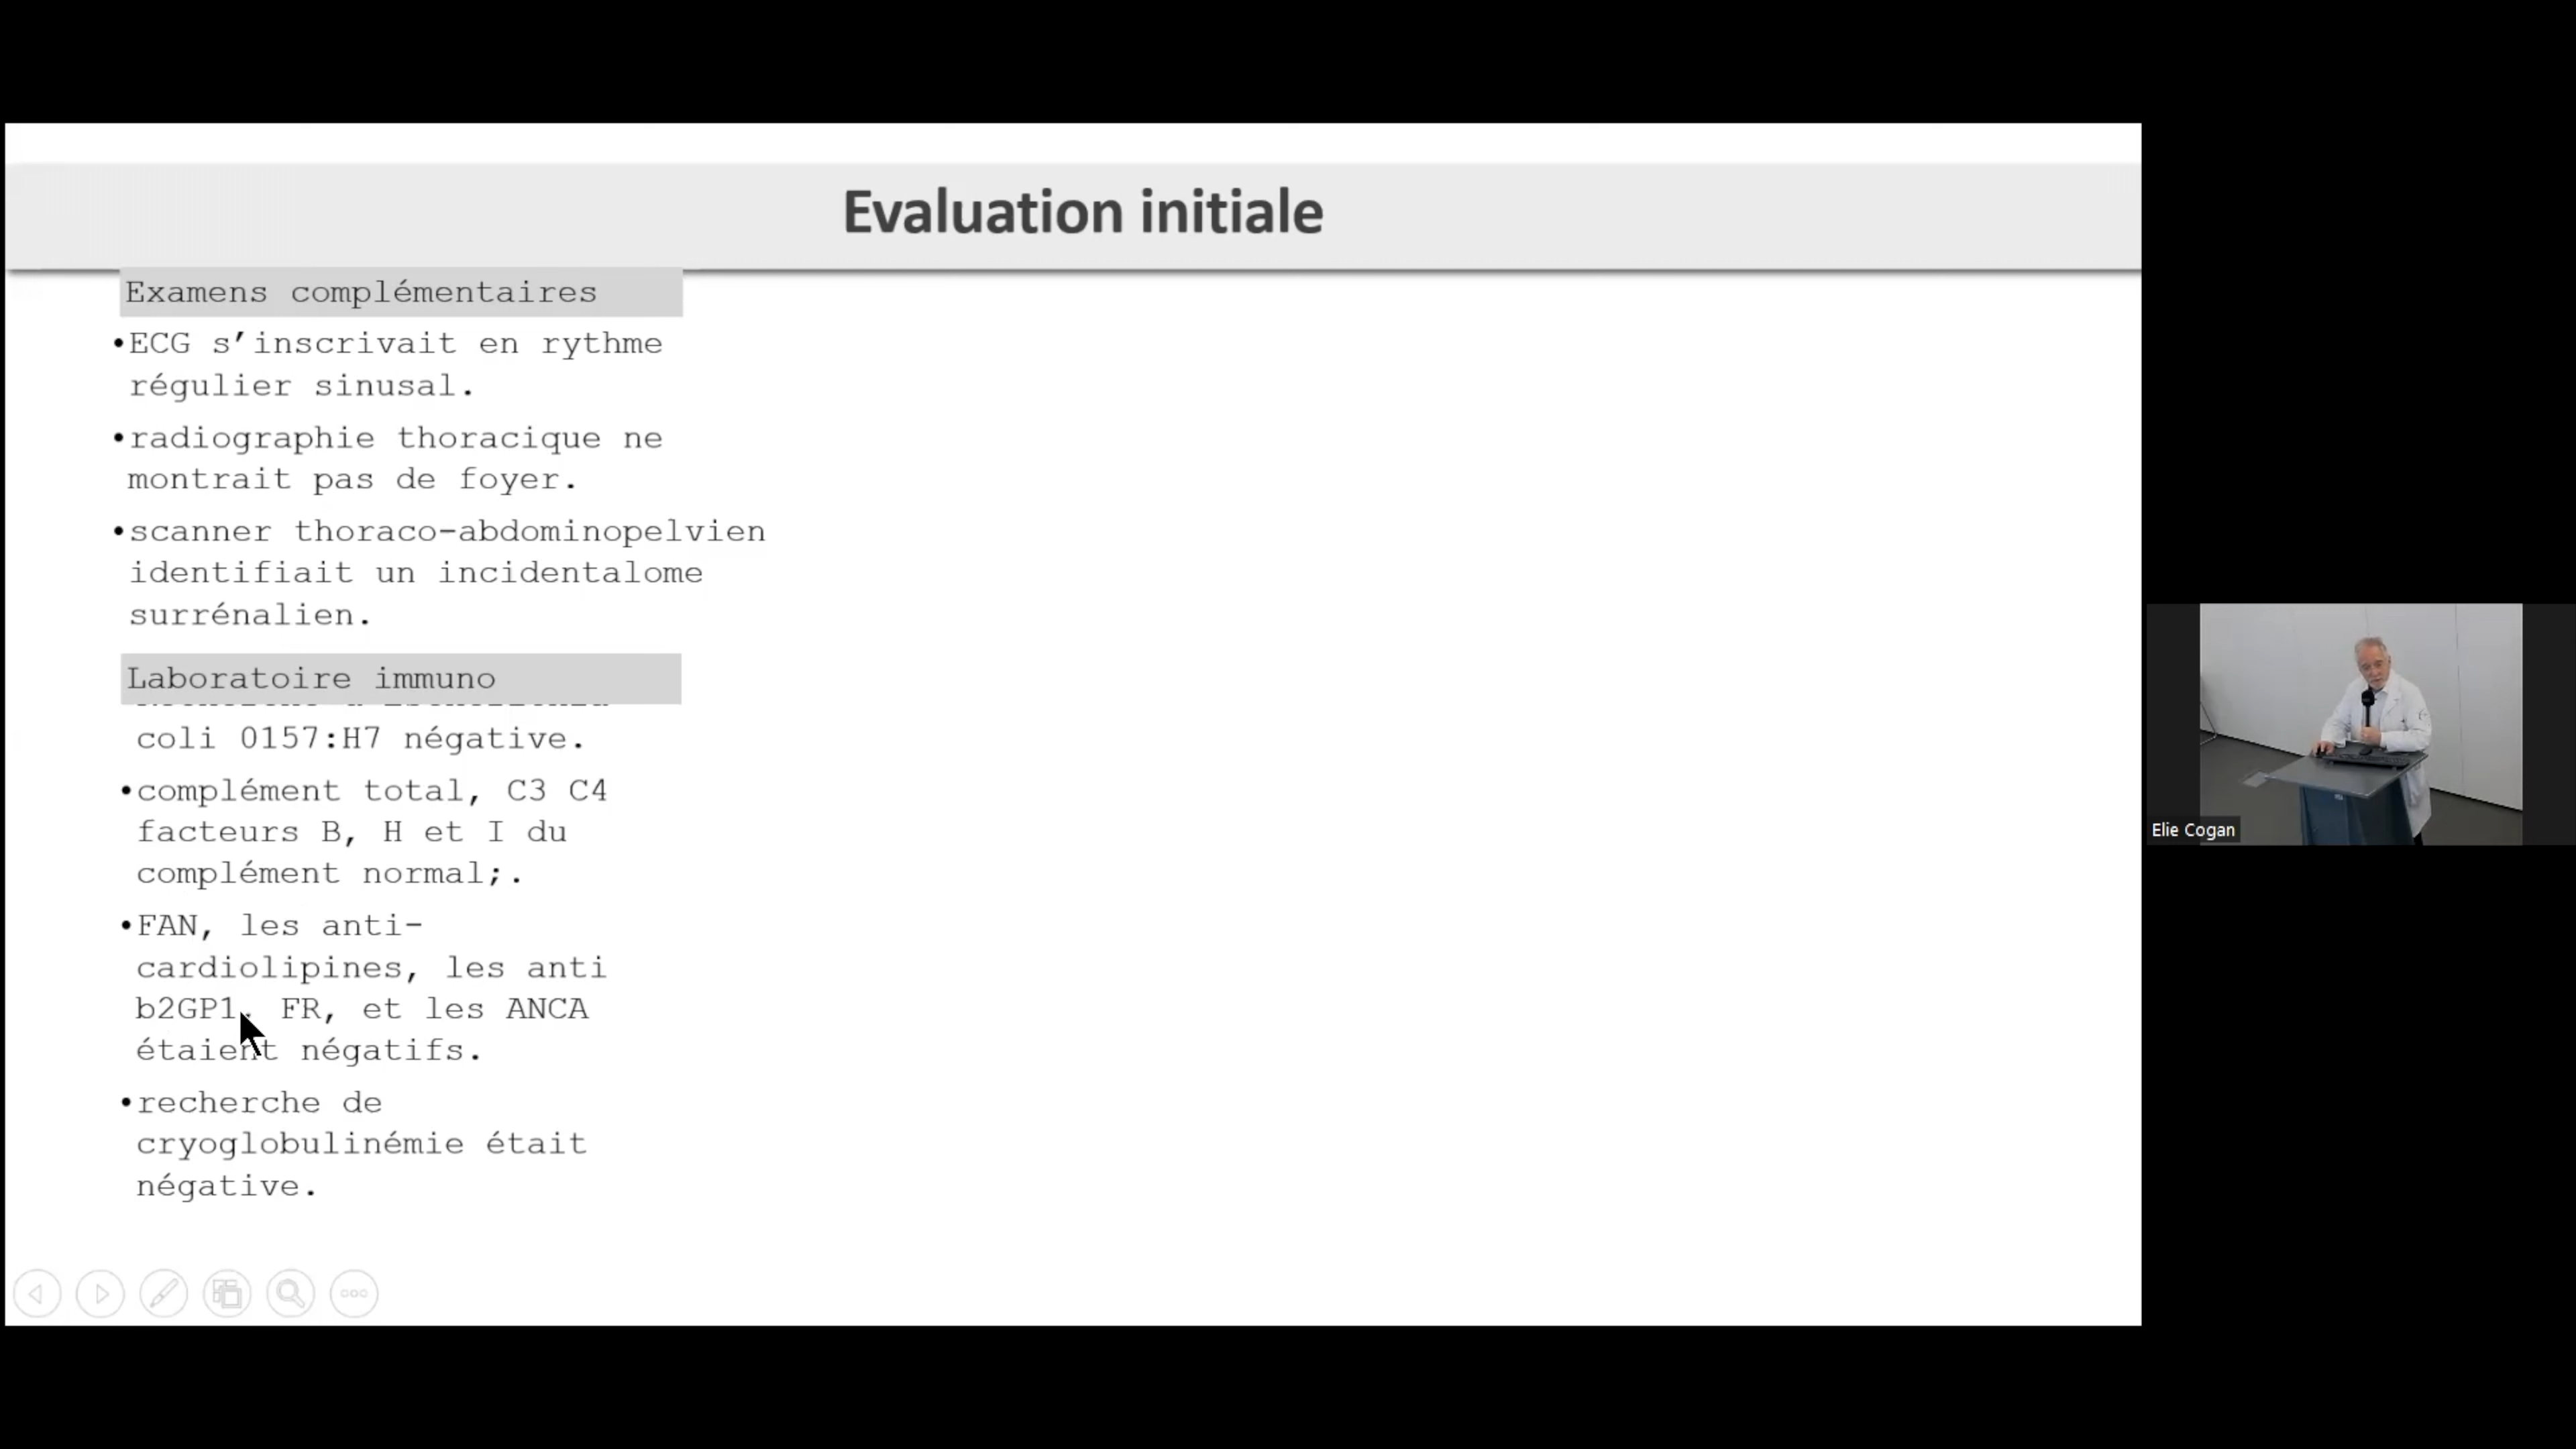 Evaluation initiale
Examens complémentaires
•ECG s’inscrivait en rythme
régulier sinusal.
•radiographie thoracique ne
montrait pas de foyer.
•scanner thoraco-abdominopelvien
identifiait un incidentalome
surrénalien.
Laboratoire immuno
coli 0157:H7 négative.
•complément total, C3 C4
facteurs B, H et I du
complément normal;.
•FAN, les anti-
cardiolipines, les anti
b2GP1, FR, et les ANCA
étaient négatifs.
•recherche de
cryoglobulinémie était
négative.
Elie Cogan